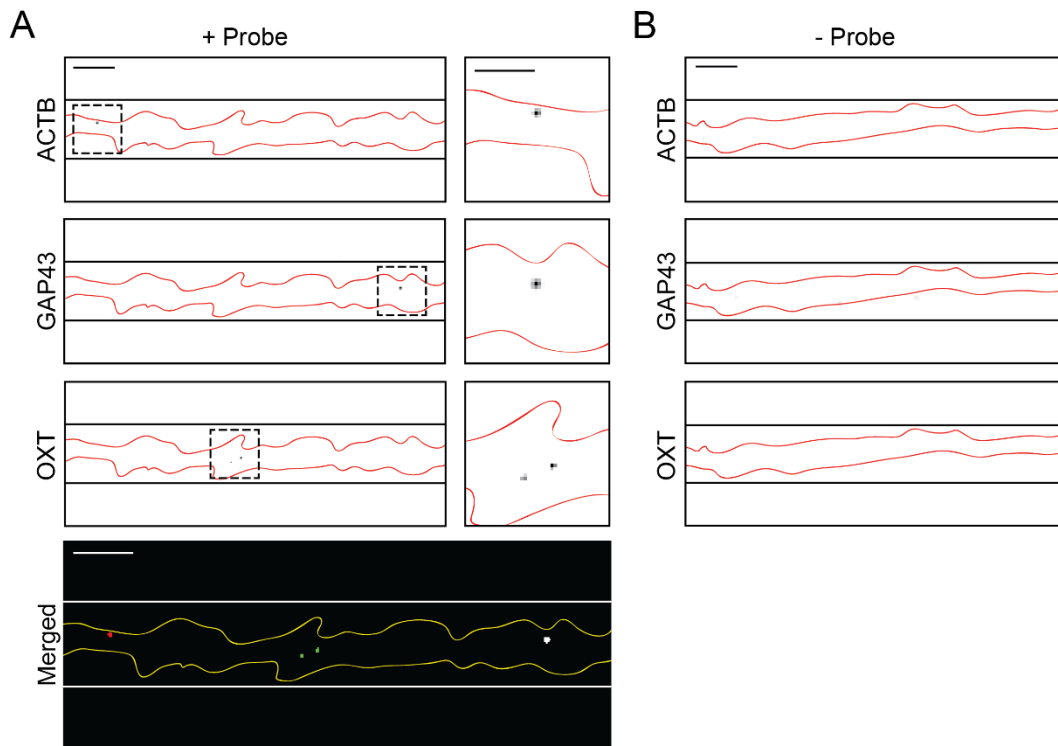 A
+ Probe
ACTB
GAP43
OXT
Merged
B
- Probe
ACTB
GAP43
OXT